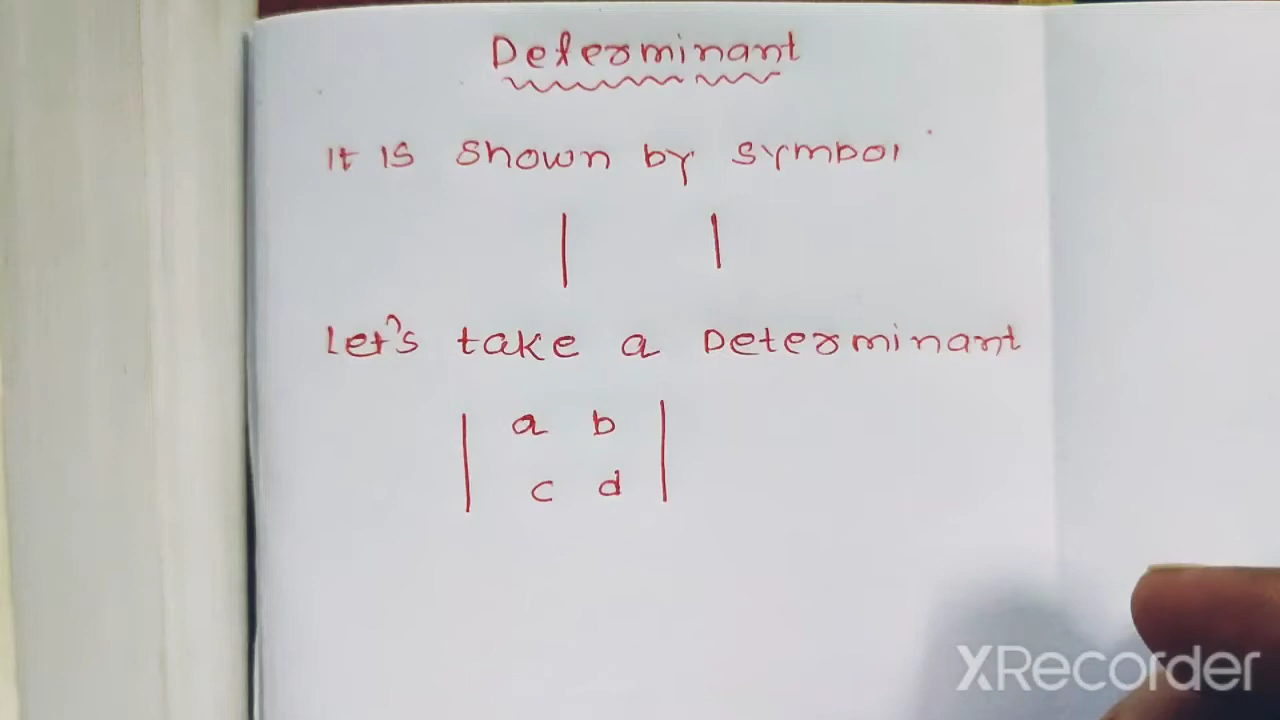 Determinant
It is shown by symbol
| |
Let's take a Determinant
| a b |
c d
XRecorder